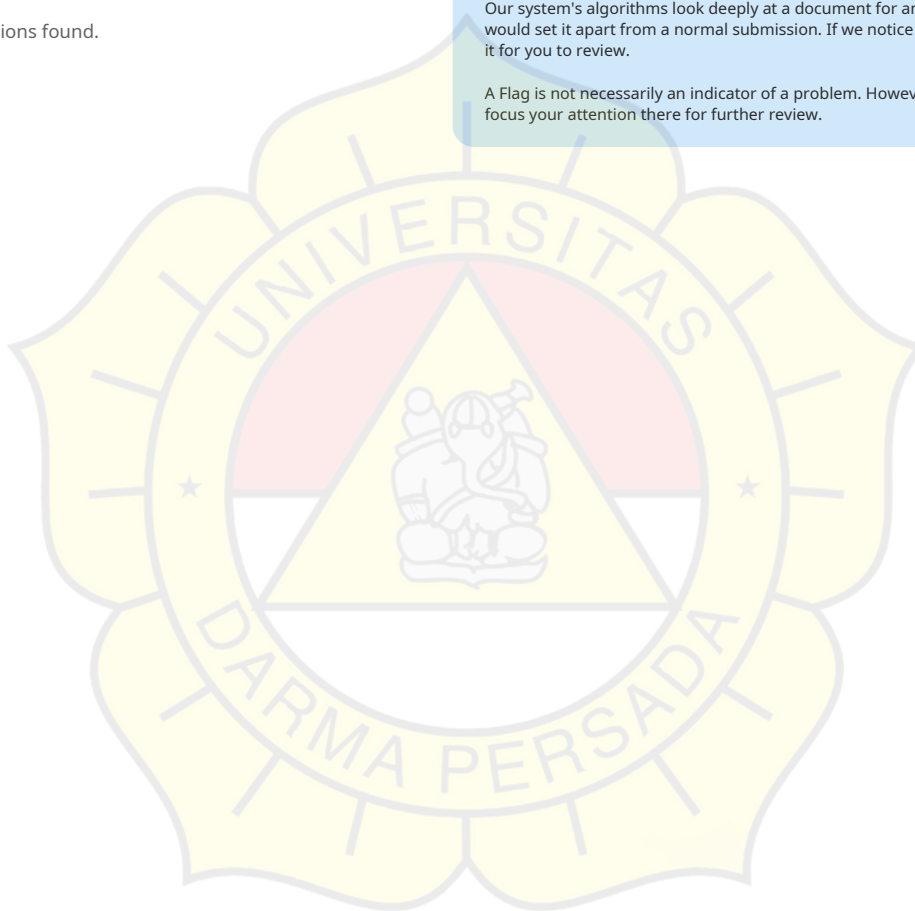 ions found.
Our system's algorithms look deeply at a document for
would set it apart from a normal submission. If we notice
it for you to review.
A Flag is not necessarily an indicator of a problem.
focus your attention there for further review.
UNIVERSITAS
DARMA PERSADA